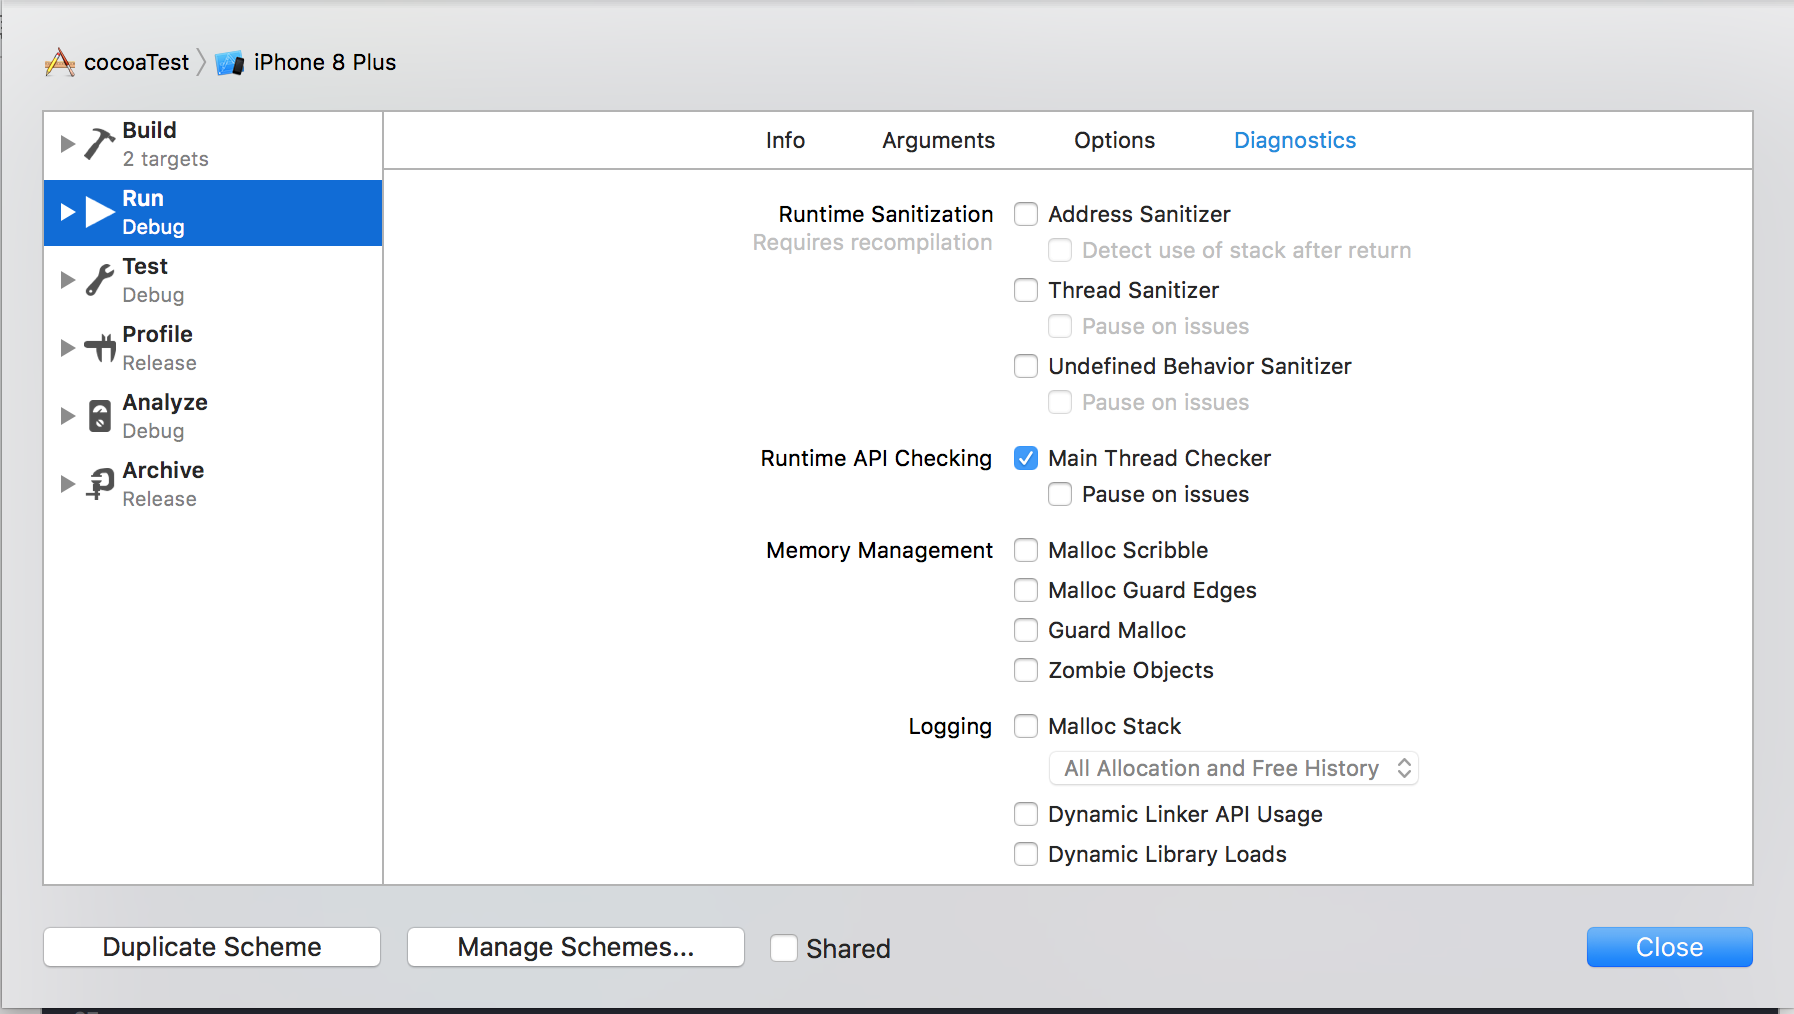 cocoaTest iPhone 8 Plus
Build
2 targets
Run
Debug
Test
Debug
Profile
Release
Analyze
Debug
Archive
Release
Info Arguments Options Diagnostics
Runtime Sanitization Address Sanitizer
Requires recompilation Detect use of stack after return
Thread Sanitizer
Pause on issues
Undefined Behavior Sanitizer
Pause on issues
Runtime API Checking Main Thread Checker
Pause on issues
Memory Management Malloc Scribble
Malloc Guard Edges
Guard Malloc
Zombie Objects
Logging Malloc Stack
All Allocation and Free History
Dynamic Linker API Usage
Dynamic Library Loads
Duplicate Scheme Manage Schemes... Shared Close